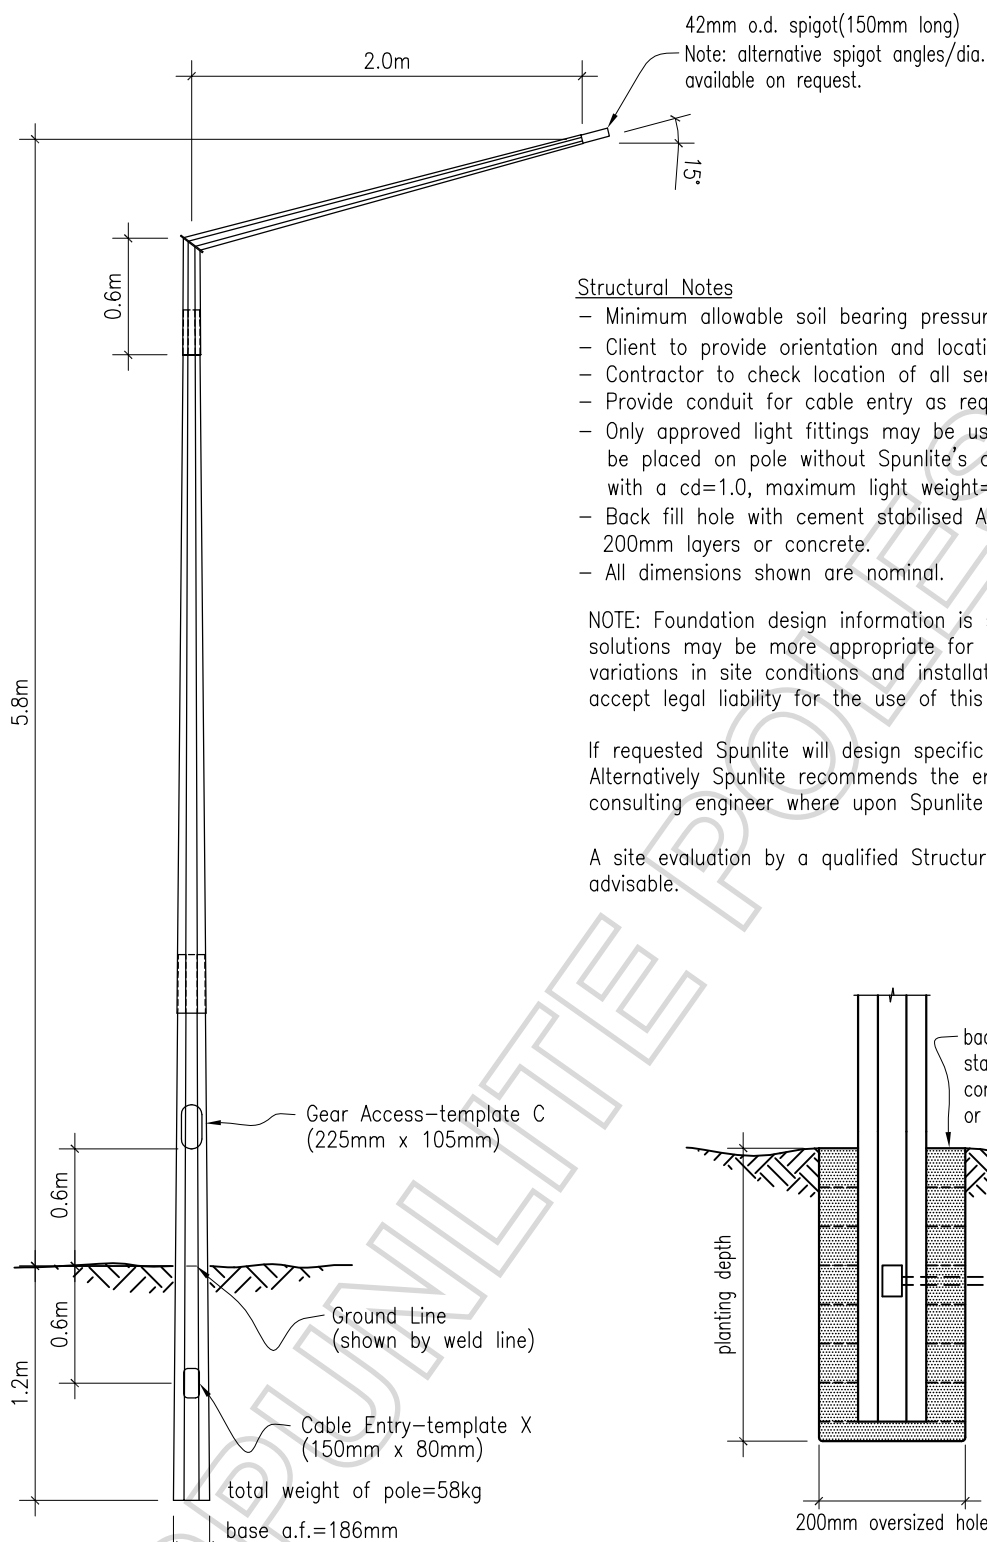 42mm o.d. spigot(150mm long)
Note: alternative spigot angles/dia.
available on request.
2.0m
15°
0.6m
5.8m
Structural Notes
- Minimum allowable soil bearing
- Client to provide orientation and
- Contractor to check location of all
- Provide conduit for cable entry as
- Only approved light fittings may be
be placed on pole without Spunlite's
with a cd=1.0, maximum light weight=
- Back fill hole with cement stabilised
200mm layers or concrete.
- All dimensions shown are nominal.
NOTE: Foundation design information is
solutions may be more appropriate for
variations in site conditions and
accept legal liability for the use of this
If requested Spunlite will design specific
Alternatively Spunlite recommends the
consulting engineer where upon Spunlite
A site evaluation by a qualified
advisable.
Gear Access-template C
(225mm x 105mm)
0.6m
Ground Line
(shown by weld line)
0.6m
1.2m
Cable Entry-template X
(150mm x 80mm)
total weight of pole=58kg
base a.f.=186mm
or
planting depth
200mm oversized hole
SPUNLITE POLES